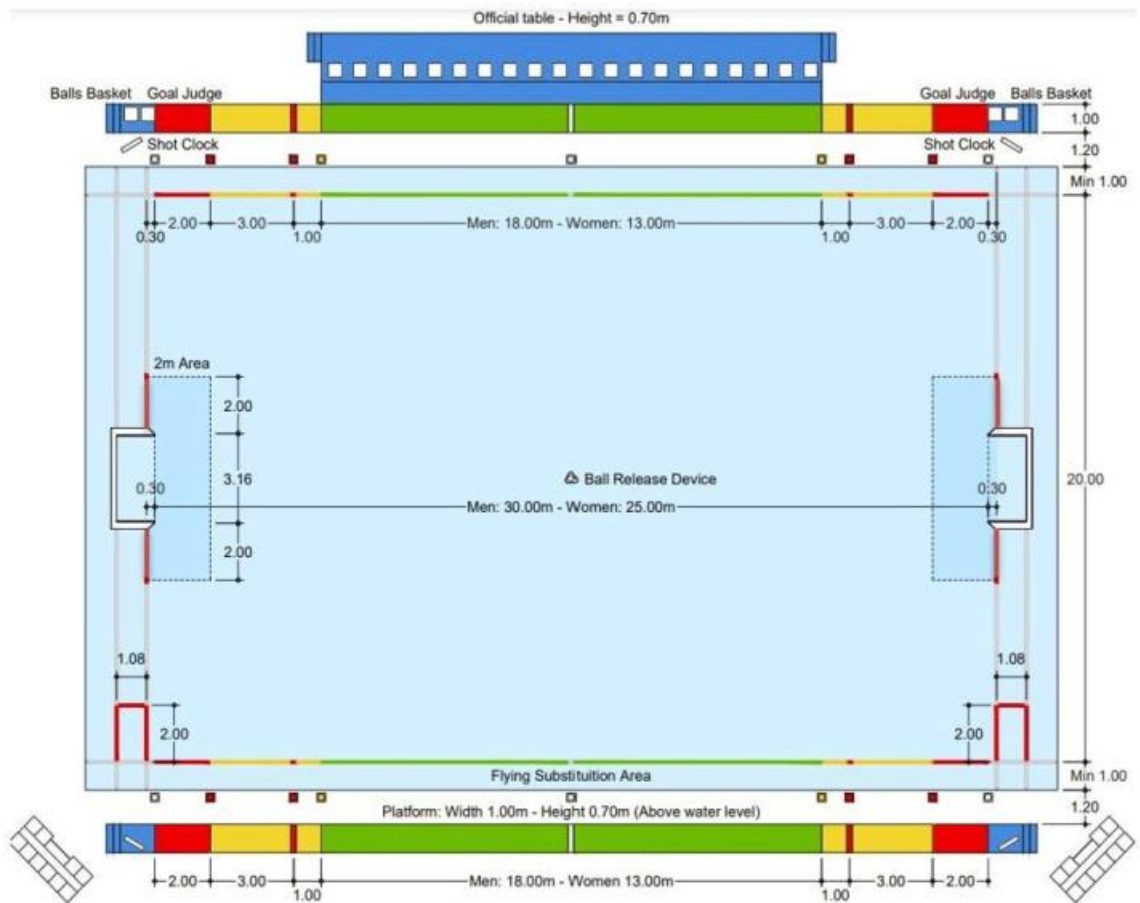 Official table - Height = 0.70m
Balls Basket Goal Judge Goal Judge Balls Basket
1.00
Shot Clock Shot Clock
1.20
Min 1.00
2.00 3.00 Men: 18.00m - Women: 13.00m 3.00 2.00
0.30 1.00 1.00 0.30
2m Area
2.00
3.16
Ball Release Device
20.00
0.30 0.30
Men: 30.00m - Women: 25.00m
2.00
1.08 1.08
2.00 2.00
Flying Substituition Area
Min 1.00
Platform: Width 1.00m - Height 0.70m (Above water level)
1.20
2.00 3.00 Men: 18.00m - Women 13.00m 3.00 2.00
1.00 1.00